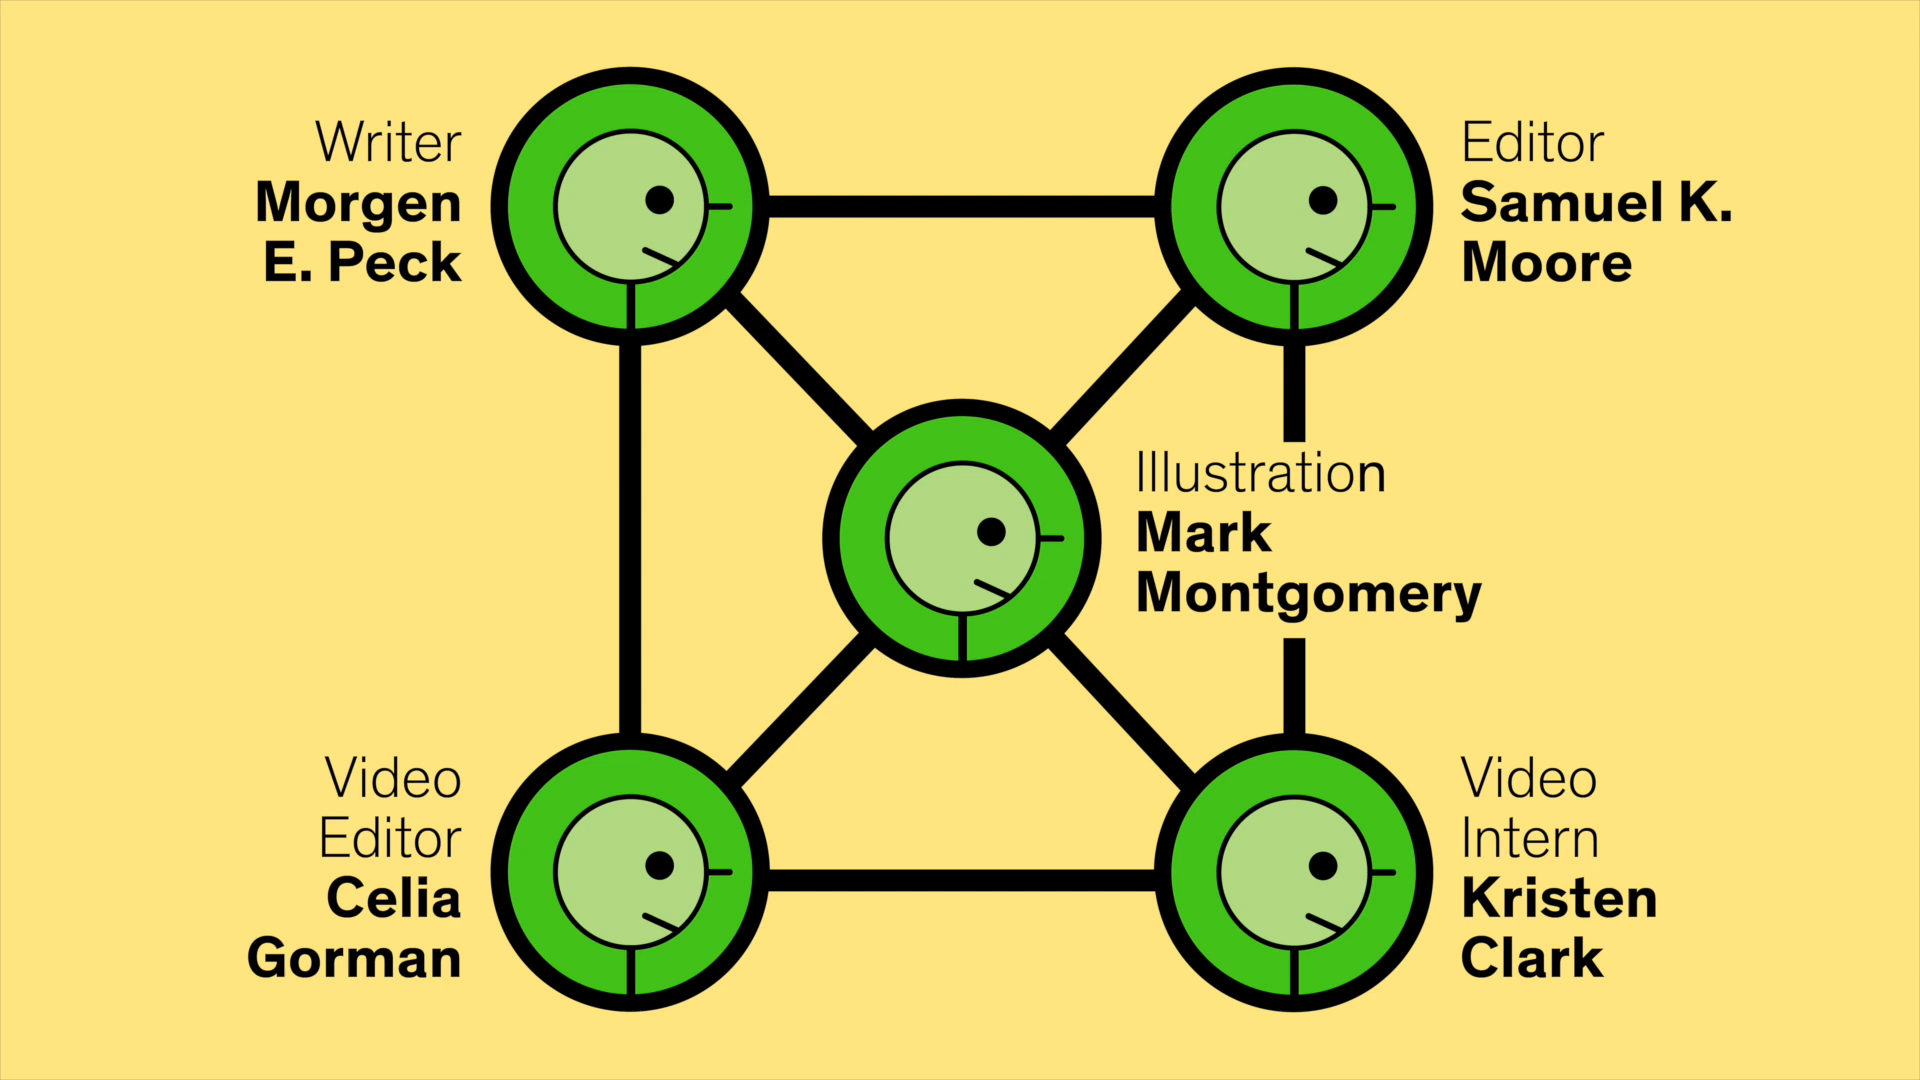 Writer
Morgen
E. Peck
Editor
Samuel K.
Moore
Illustration
Mark
Montgomery
Video
Editor
Celia
Gorman
Video
Intern
Kristen
Clark